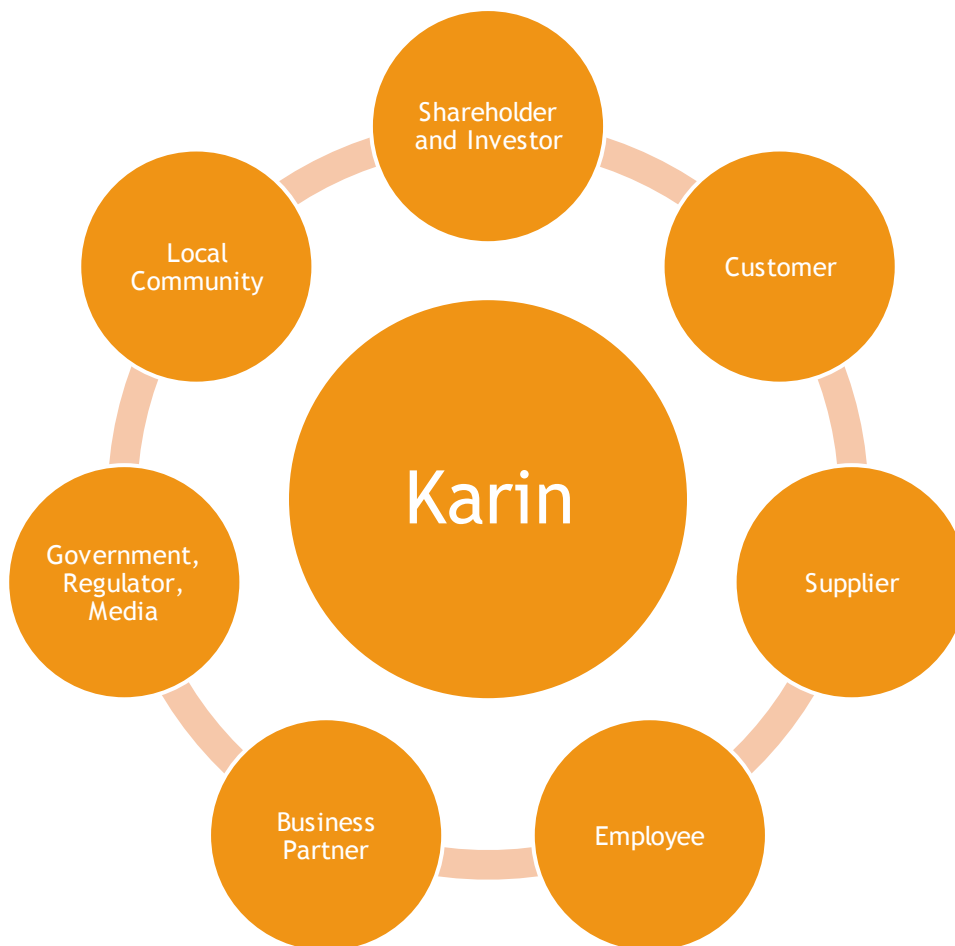 Shareholder
and Investor
Local
Community
Customer
Karin
Government,
Regulator,
Media
Supplier
Business
Partner
Employee